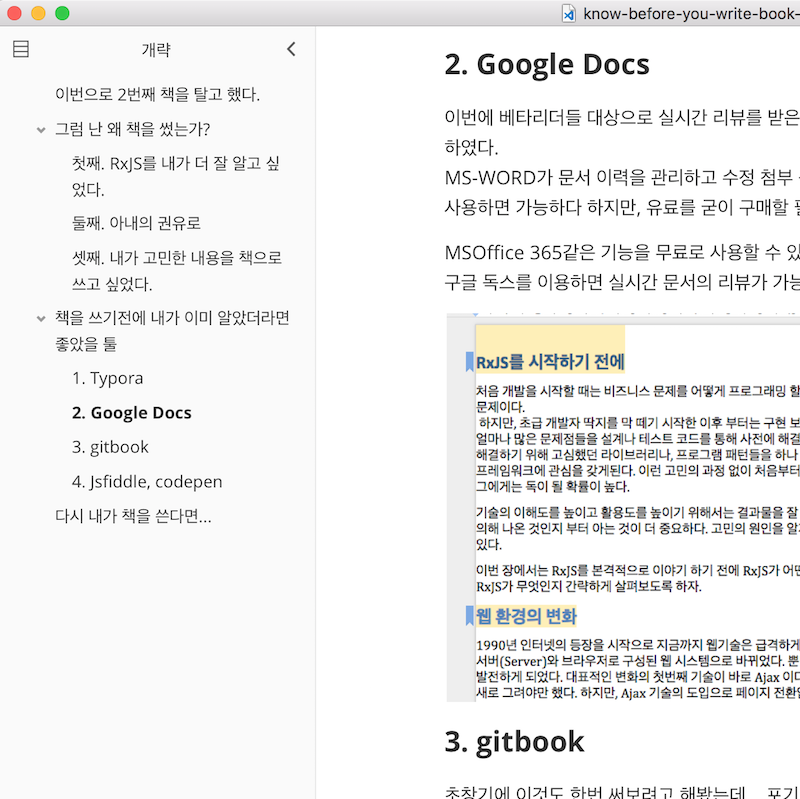 know-before-you-write-book-
개략
이번으로 2번째 책을 탈고 했다.
그럼 난 왜 책을 썼는가?
첫째. RxJS를 내가 더 잘 알고 싶
었다.
둘째. 아내의 권유로
셋째. 내가 고민한 내용을 책으로
쓰고 싶었다.
책을 쓰기전에 내가 이미 알았더라면
좋았을 툴
1. Typora
2. Google Docs
3. gitbook
4. Jsfiddle, codepen
다시 내가 책을 쓴다면...
2. Google Docs
이번에 베타리더들 대상으로 실시간 리뷰를 받은
하였다.
MS-WORD가 문서 이력을 관리하고 수정 첨부
사용하면 가능하다 하지만, 유료를 굳이 구매할
MSOffice 365같은 기능을 무료로 사용할 수 있
구글 독스를 이용하면 실시간 문서의 리뷰가 가능
RxJS를 시작하기 전에
처음 개발을 시작할 때는 비즈니스 문제를 어떻게 프로그래밍 할
문제이다.
하지만, 초급 개발자 딱지를 막 떼기 시작한 이후 부터는 구현 보
얼마나 많은 문제점들을 설계나 테스트 코드를 통해 사전에 해결
해결하기 위해 고심했던 라이브러리나, 프로그램 패턴들을 하나
프레임워크에 관심을 갖게된다. 이런 고민의 과정 없이 처음부터
그에게는 독이 될 확률이 높다.
기술의 이해도를 높이고 활용도를 높이기 위해서는 결과물을 잘
의해 나온 것인지 부터 아는 것이 더 중요하다. 고민의 원인을 알
있다.
이번 장에서는 RxJS를 본격적으로 이야기 하기 전에 RxJS가 어떤
RxJS가 무엇인지 간략하게 살펴보도록 하자.
웹 환경의 변화
1990년 인터넷의 등장을 시작으로 지금까지 웹기술은 급격하게
서버(Server)와 브라우저로 구성된 웹 시스템으로 바뀌었다. 뿐
발전하게 되었다. 대표적인 변화의 첫번째 기술이 바로 Ajax 이다
새로 그려야만 했다. 하지만, Ajax 기술의 도입으로 페이지 전환없
3. gitbook
초창기에 이것도 한번 써보려고 해봤는데... 포기